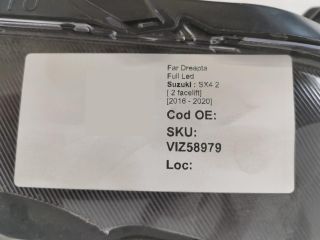 Far Dreapta
Full Led
Suzuki : SX4 2
[ 2 facelift]
[2016 - 2020]
Cod OE:
SKU:
VIZ58979
Loc: